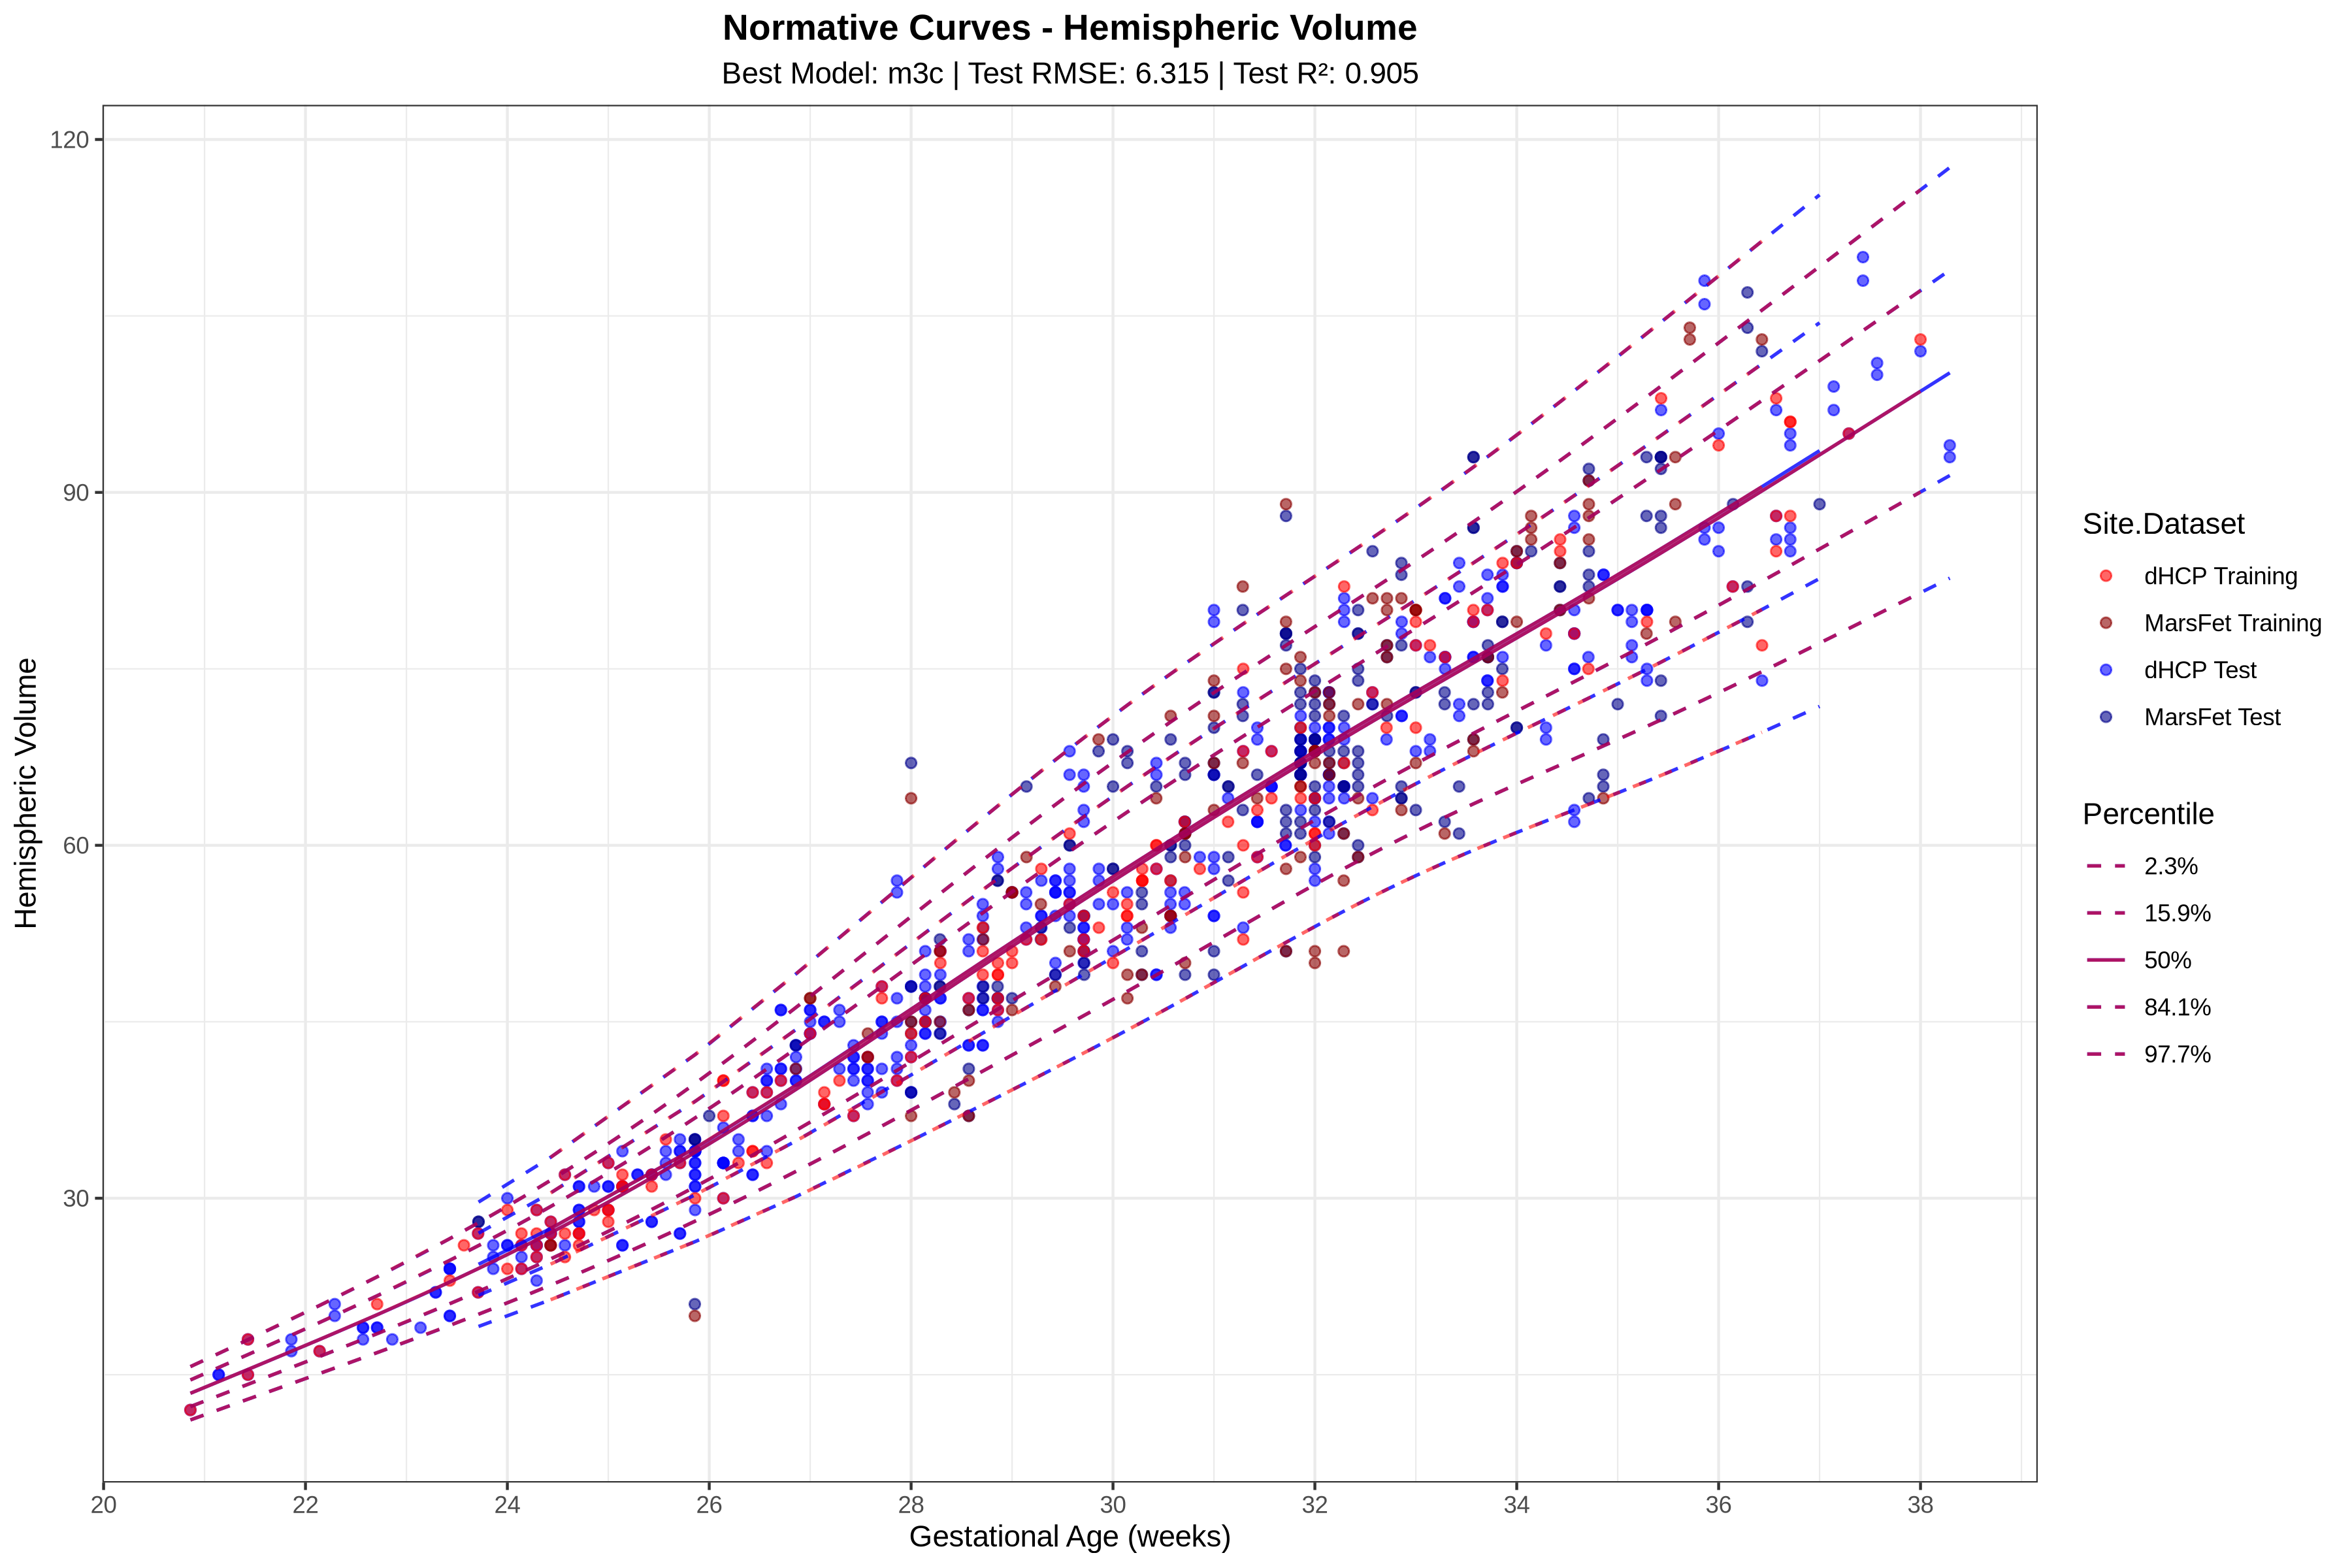 Normative Curves - Hemispheric Volume
Best Model: m3c | Test RMSE: 6.315 | Test R²: 0.905
Hemispheric Volume
120
90
60
30
20 22 24 26 28 30 32 34 36 38
Gestational Age (weeks)
Site.Dataset
dHCP Training
MarsFet Training
dHCP Test
MarsFet Test
Percentile
2.3%
15.9%
50%
84.1%
97.7%